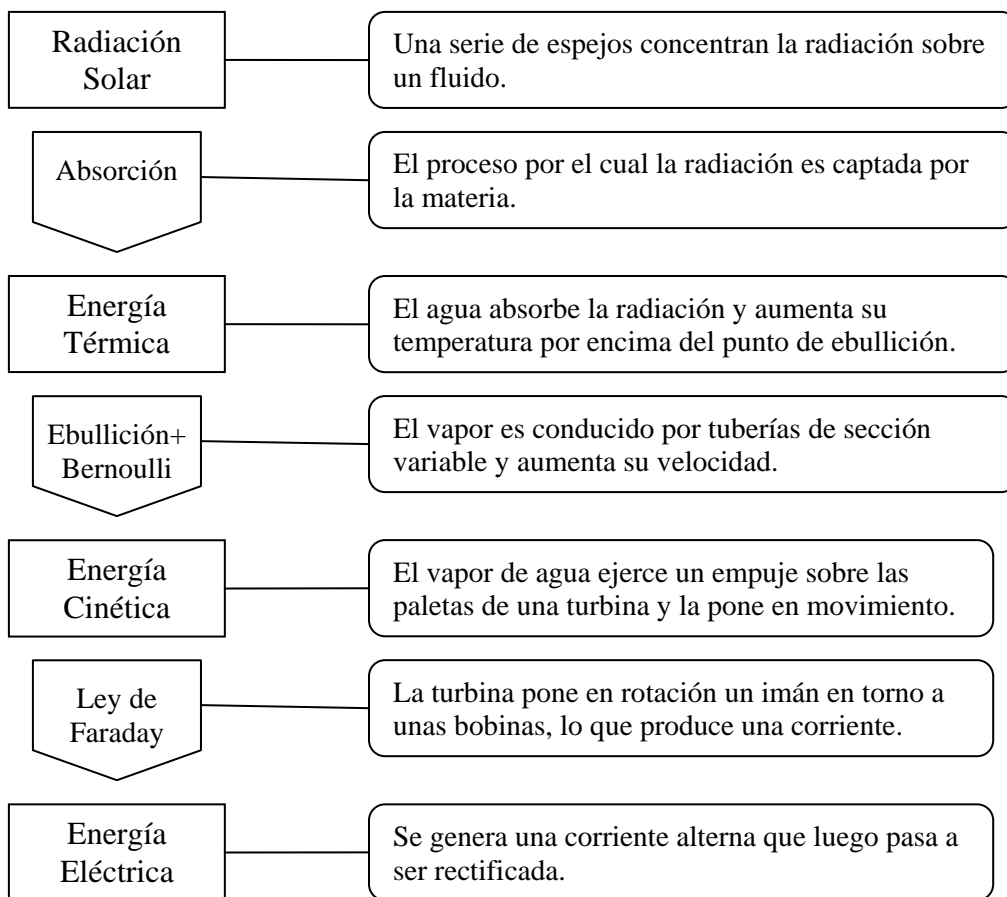 Radiación
Solar
Una serie de espejos concentran la radiación sobre
un fluido.
Absorción
El proceso por el cual la radiación es captada por
la materia.
Energía
Térmica
El agua absorbe la radiación y aumenta su
temperatura por encima del punto de ebullición.
Ebullición+
Bernoulli
El vapor es conducido por tuberías de sección
variable y aumenta su velocidad.
Energía
Cinética
El vapor de agua ejerce un empuje sobre las
paletas de una turbina y la pone en movimiento.
Ley de
Faraday
La turbina pone en rotación un imán en torno a
unas bobinas, lo que produce una corriente.
Energía
Eléctrica
Se genera una corriente alterna que luego pasa a
ser rectificada.